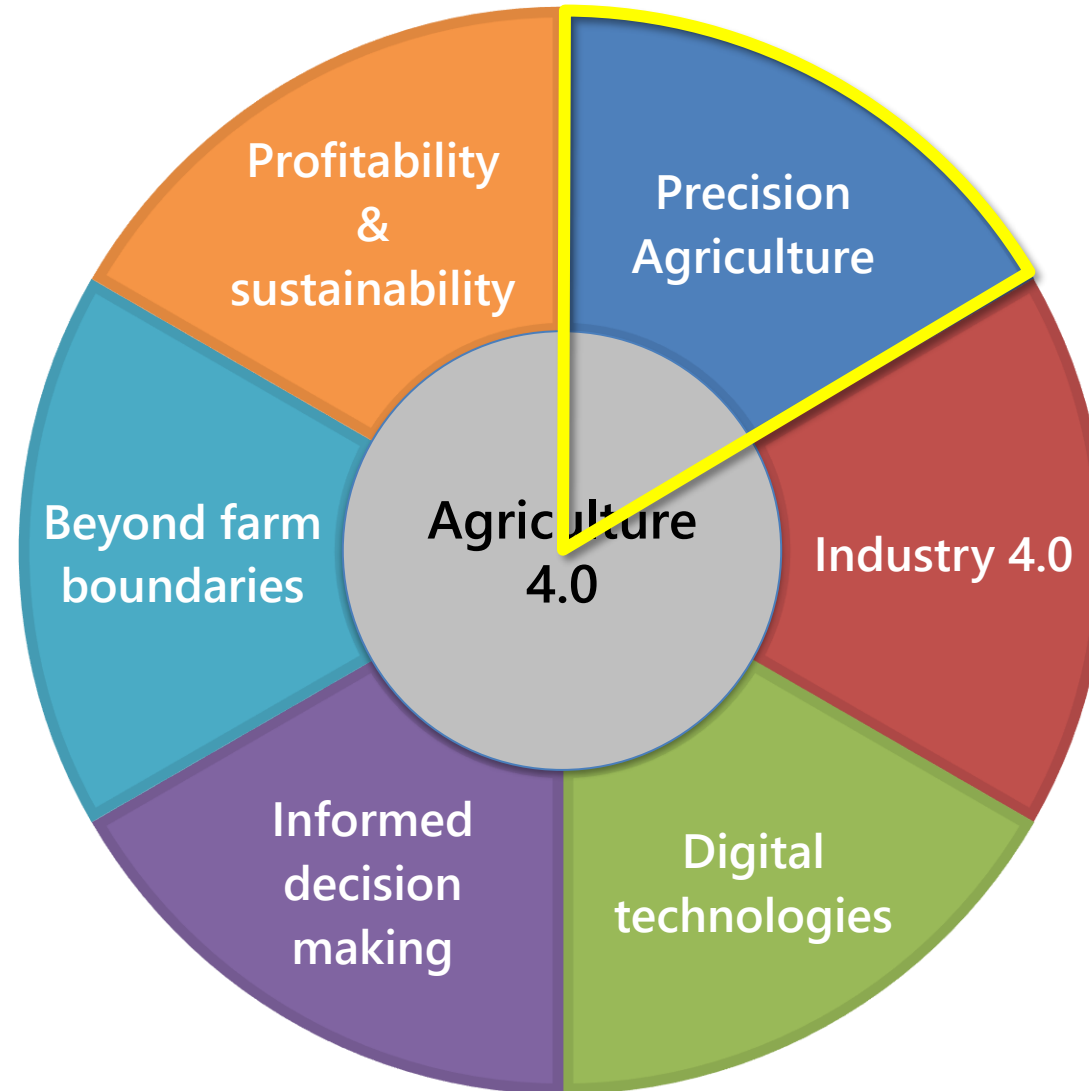 Profitability
&
sustainability
Precision
Agriculture
Beyond farm
boundaries
Agriculture
4.0
Industry 4.0
Informed
decision
making
Digital
technologies